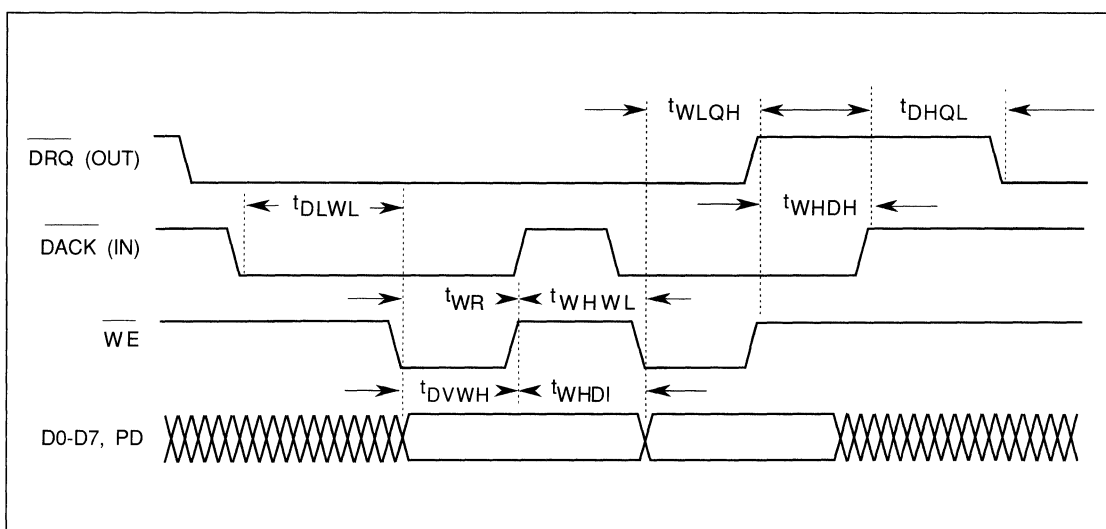 tWLQH tDHQL
DRQ (OUT)
tDLWL tWHDH
DACK (IN)
tWR tWHWL
WE
tDVWH tWHDI
D0-D7, PD